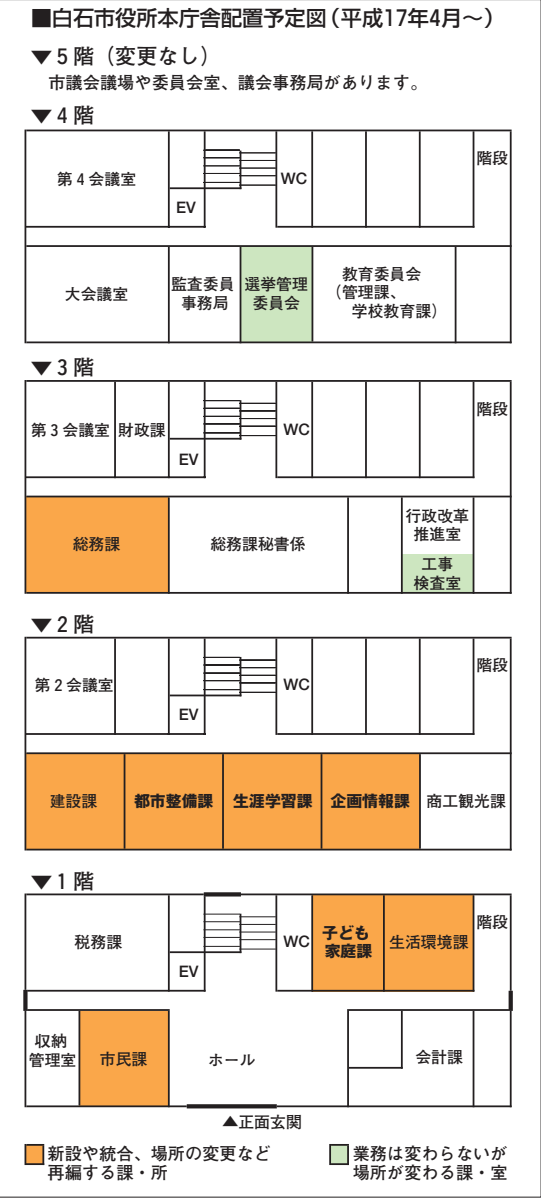 ■白石市役所本庁舎配置予定図(平成17年4月〜)
▼5階(変更なし)
市議会議場や委員会室、議会事務局があります。
▼4階
第4会議室
EV
WC
階段
大会議室
監査委員
事務局
選挙管理
委員会
教育委員会
(管理課、
学校教育課)
▼3階
第3会議室
財政課
EV
WC
階段
総務課
総務課秘書係
行政改革
推進室
工事
検査室
▼2階
第2会議室
EV
WC
階段
建設課
都市整備課
生涯学習課
企画情報課
商工観光課
▼1階
税務課
EV
WC
子ども
家庭課
生活環境課
階段
収納
管理室
市民課
ホール
会計課
▲正面玄関
新設や統合、場所の変更など
再編する課・所
業務は変わらないが
場所が変わる課・室